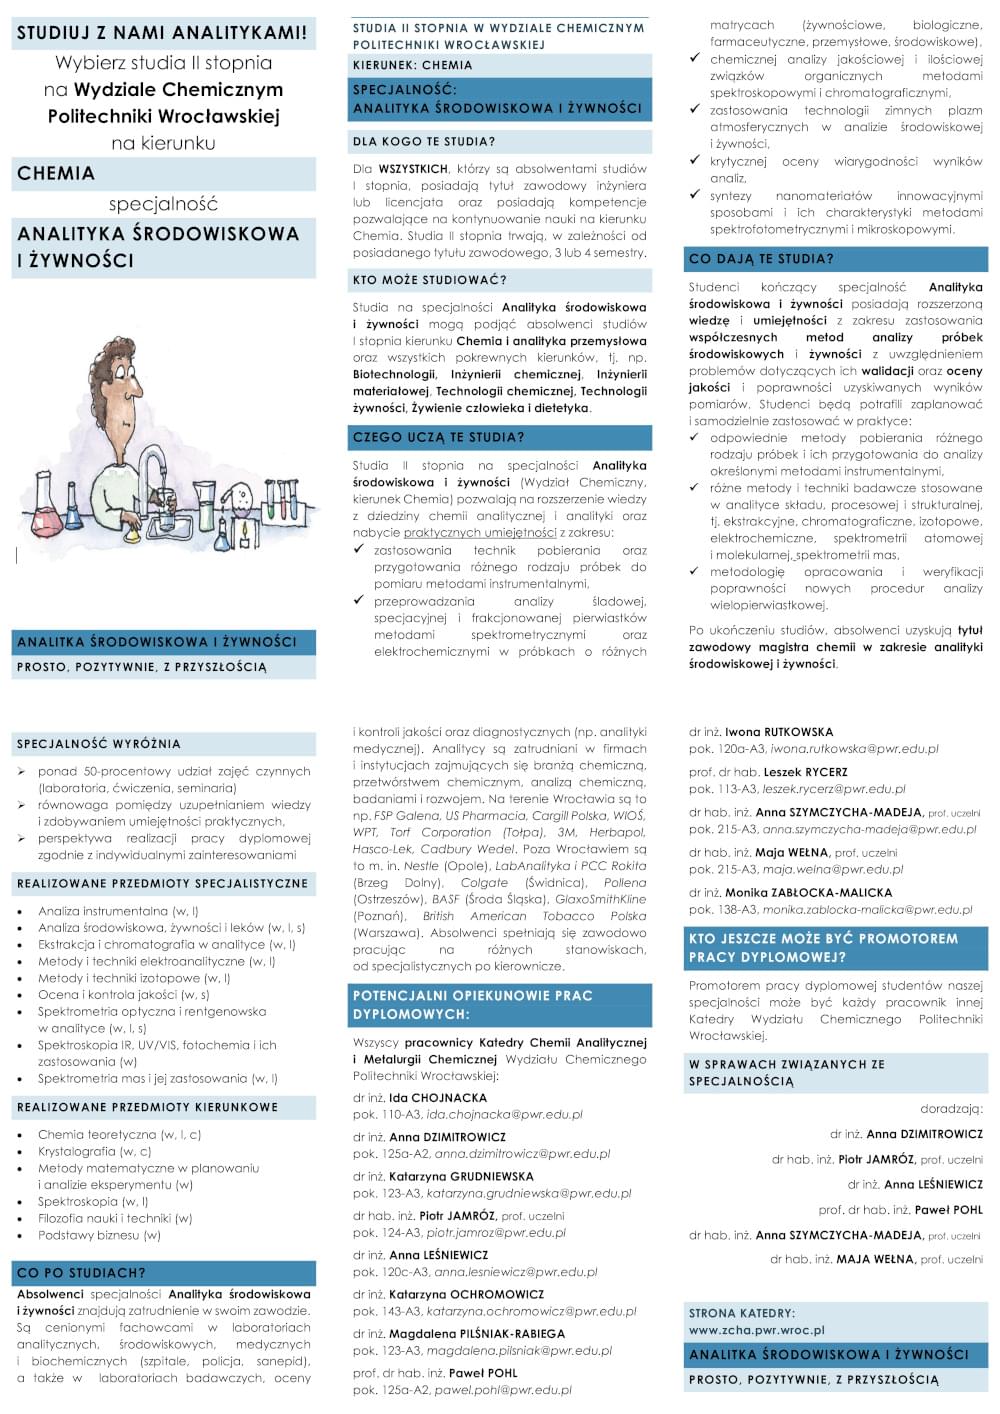 STUDIUJ Z NAMI ANALITYKAMI!
Wybierz studia II stopnia
na Wydziale Chemicznym
Politechniki Wrocławskiej
na kierunku
CHEMIA
specjalność
ANALITYKA ŚRODOWISKOWA
I ŻYWNOŚCI
ANALITKA ŚRODOWISKOWA I ŻYWNOŚCI
PROSTO, POZYTYWNIE, Z PRZYSZŁOŚCIĄ
STUDIA II STOPNIA W WYDZIALE CHEMICZNYM
POLITECHNIKI WROCŁAWSKIEJ
KIERUNEK: CHEMIA
SPECJALNOŚĆ:
ANALITYKA ŚRODOWISKOWA I ŻYWNOŚCI
DLA KOGO TE STUDIA?
Dla WSZYSTKICH, którzy są absolwentami studiów
I stopnia, posiadają tytuł zawodowy inżyniera
lub licencjata oraz posiadają kompetencje
pozwalające na kontynuowanie nauki na kierunku
Chemia. Studia II stopnia trwają, w zależności od
posiadanego tytułu zawodowego, 3 lub 4 semestry.
KTO MOŻE STUDIOWAĆ?
Studia na specjalności Analityka środowiskowa
i żywności mogą podjąć absolwenci studiów
I stopnia kierunku Chemia i analityka przemysłowa
oraz wszystkich pokrewnych kierunków, tj. np.
Biotechnologii, Inżynierii chemicznej, Inżynierii
materiałowej, Technologii chemicznej, Technologii
żywności, Żywienie człowieka i dietetyka.
CZEGO UCZĄ TE STUDIA?
Studia II stopnia na specjalności Analityka
środowiskowa i żywności (Wydział Chemiczny,
kierunek Chemia) pozwalają na rozszerzenie wiedzy
z dziedziny chemii analitycznej i analityki oraz
nabycie praktycznych umiejętności z zakresu:
✓ zastosowania technik pobierania oraz
przygotowania różnego rodzaju próbek do
pomiaru metodami instrumentalnymi,
✓ przeprowadzania analizy śladowej,
specjacyjnej i frakcjonowanej pierwiastków
metodami spektrometrycznymi oraz
elektrochemicznymi w próbkach o różnych
matrycach (żywnościowe, biologiczne,
farmaceutyczne, przemysłowe, środowiskowe),
✓ chemicznej analizy jakościowej i ilościowej
związków organicznych metodami
spektroskopowymi i chromatograficznymi,
✓ zastosowania technologii zimnych plazm
atmosferycznych w analizie środowiskowej
i żywności,
✓ krytycznej oceny wiarygodności wyników
analiz,
✓ syntezy nanomateriałów innowacyjnymi
sposobami i ich charakterystyki metodami
spektrofotometrycznymi i mikroskopowymi.
CO DAJĄ TE STUDIA?
Studenci kończący specjalność Analityka
środowiskowa i żywności posiadają rozszerzoną
wiedzę i umiejętności z zakresu zastosowania
współczesnych metod analizy próbek
środowiskowych i żywności z uwzględnieniem
problemów dotyczących ich walidacji oraz oceny
jakości i poprawności uzyskiwanych wyników
pomiarów. Studenci będą potrafili zaplanować
i samodzielnie zastosować w praktyce:
✓ odpowiednie metody pobierania różnego
rodzaju próbek i ich przygotowania do analizy
określonymi metodami instrumentalnymi,
✓ różne metody i techniki badawcze stosowane
w analityce składu, procesowej i strukturalnej,
tj. ekstrakcyjne, chromatograficzne, izotopowe,
elektrochemiczne, spektrometrii atomowej
i molekularnej, spektrometrii mas,
✓ metodologię opracowania i weryfikacji
poprawności nowych procedur analizy
wielopierwiastkowej.
Po ukończeniu studiów, absolwenci uzyskują tytuł
zawodowy magistra chemii w zakresie analityki
środowiskowej i żywności.
SPECJALNOŚĆ WYRÓŻNIA
➢ ponad 50-procentowy udział zajęć czynnych
(laboratoria, ćwiczenia, seminaria)
➢ równowaga pomiędzy uzupełnianiem wiedzy
i zdobywaniem umiejętności praktycznych,
➢ perspektywa realizacji pracy dyplomowej
zgodnie z indywidualnymi zainteresowaniami
REALIZOWANE PRZEDMIOTY SPECJALISTYCZNE
• Analiza instrumentalna (w, l)
• Analiza środowiskowa, żywności i leków (w, l, s)
• Ekstrakcja i chromatografia w analityce (w, l)
• Metody i techniki elektroanalityczne (w, l)
• Metody i techniki izotopowe (w, l)
• Ocena i kontrola jakości (w, s)
• Spektrometria optyczna i rentgenowska
w analityce (w, l, s)
• Spektroskopia IR, UV/VIS, fotochemia i ich
zastosowania (w)
• Spektrometria mas i jej zastosowania (w, l)
REALIZOWANE PRZEDMIOTY KIERUNKOWE
• Chemia teoretyczna (w, l, c)
• Krystalografia (w, c)
• Metody matematyczne w planowaniu
i analizie eksperymentu (w)
• Spektroskopia (w, l)
• Filozofia nauki i techniki (w)
• Podstawy biznesu (w)
CO PO STUDIACH?
Absolwenci specjalności Analityka środowiskowa
i żywności znajdują zatrudnienie w swoim zawodzie.
Są cenionymi fachowcami w laboratoriach
analitycznych, środowiskowych, medycznych
i biochemicznych (szpitale, policja, sanepid),
a także w laboratoriach badawczych, oceny
i kontroli jakości oraz diagnostycznych (np. analityki
medycznej). Analitycy są zatrudniani w firmach
i instytucjach zajmujących się branżą chemiczną,
przetwórstwem chemicznym, analizą chemiczną,
badaniami i rozwojem. Na terenie Wrocławia są to
np. FSP Galena, US Pharmacia, Cargill Polska, WIOŚ,
WPT, Torf Corporation (Tołpa), 3M, Herbapol,
Hasco-Lek, Cadbury Wedel. Poza Wrocławiem są
to m. in. Nestle (Opole), LabAnalityka i PCC Rokita
(Brzeg Dolny), Colgate (Świdnica), Pollena
(Ostrzeszów), BASF (Środa Śląska), GlaxoSmithKline
(Poznań), British American Tobacco Polska
(Warszawa). Absolwenci spełniają się zawodowo
pracując na różnych stanowiskach,
od specjalistycznych po kierownicze.
POTENCJALNI OPIEKUNOWIE PRAC
DYPLOMOWYCH:
Wszyscy pracownicy Katedry Chemii Analitycznej
i Metalurgii Chemicznej Wydziału Chemicznego
Politechniki Wrocławskiej:
dr inż. Ida CHOJNACKA
pok. 110-A3, ida.chojnacka@pwr.edu.pl
dr inż. Anna DZIMITROWICZ
pok. 125a-A2, anna.dzimitrowicz@pwr.edu.pl
dr inż. Katarzyna GRUDNIEWSKA
pok. 123-A3, katarzyna.grudniewska@pwr.edu.pl
dr hab. inż. Piotr JAMRÓZ, prof. uczelni
pok. 124-A3, piotr.jamroz@pwr.edu.pl
dr inż. Anna LEŚNIEWICZ
pok. 120c-A3, anna.lesniewicz@pwr.edu.pl
dr inż. Katarzyna OCHROMOWICZ
pok. 143-A3, katarzyna.ochromowicz@pwr.edu.pl
dr inż. Magdalena PILŚNIAK-RABIEGA
pok. 123-A3, magdalena.pilsniak@pwr.edu.pl
prof. dr hab. inż. Paweł POHL
pok. 125a-A2, pawel.pohl@pwr.edu.pl
dr inż. Iwona RUTKOWSKA
pok. 120a-A3, iwona.rutkowska@pwr.edu.pl
prof. dr hab. Leszek RYCERZ
pok. 113-A3, leszek.rycerz@pwr.edu.pl
dr hab. inż. Anna SZYMCZYCHA-MADEJA, prof. uczelni
pok. 215-A3, anna.szymczycha-madeja@pwr.edu.pl
dr hab. inż. Maja WEŁNA, prof. uczelni
pok. 215-A3, maja.welna@pwr.edu.pl
dr inż. Monika ZABŁOCKA-MALICKA
pok. 138-A3, monika.zablocka-malicka@pwr.edu.pl
KTO JESZCZE MOŻE BYĆ PROMOTOREM
PRACY DYPLOMOWEJ?
Promotorem pracy dyplomowej studentów naszej
specjalności może być każdy pracownik innej
Katedry Wydziału Chemicznego Politechniki
Wrocławskiej.
W SPRAWACH ZWIĄZANYCH ZE
SPECJALNOŚCIĄ
doradzają:
dr inż. Anna DZIMITROWICZ
dr hab. inż. Piotr JAMRÓZ, prof. uczelni
dr inż. Anna LEŚNIEWICZ
prof. dr hab. inż. Paweł POHL
dr hab. inż. Anna SZYMCZYCHA-MADEJA, prof. uczelni
dr hab. inż. MAJA WEŁNA, prof. uczelni
STRONA KATEDRY:
www.zcha.pwr.wroc.pl
ANALITKA ŚRODOWISKOWA I ŻYWNOŚCI
PROSTO, POZYTYWNIE, Z PRZYSZŁOŚCIĄ